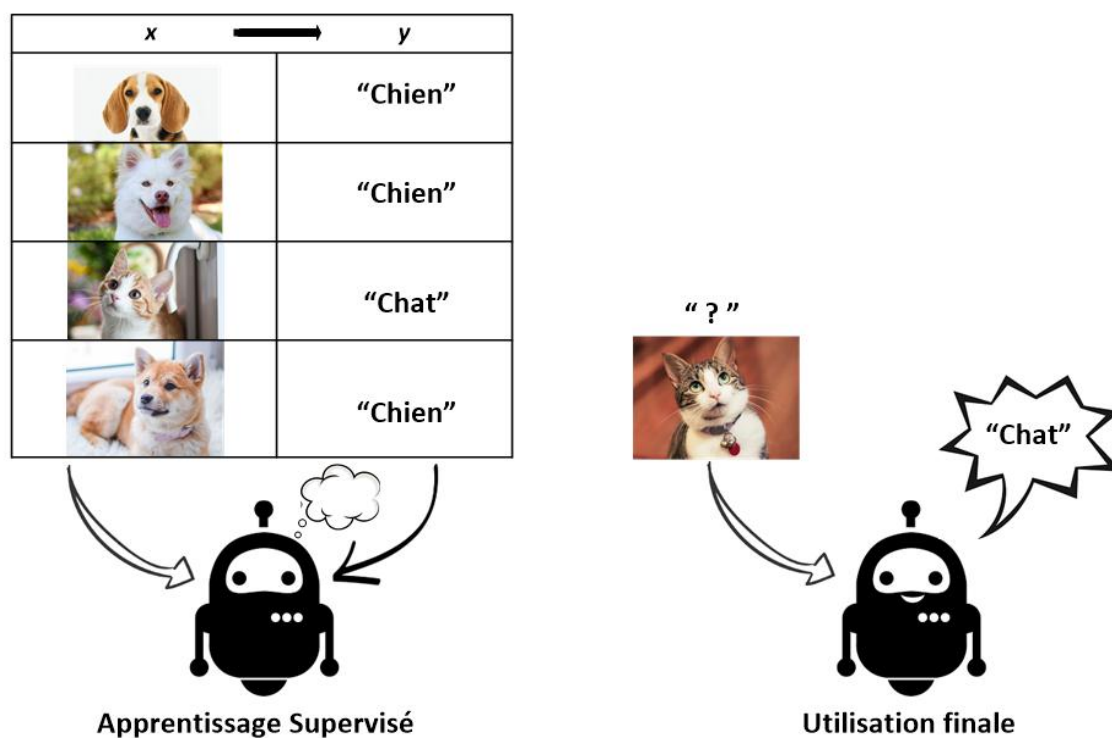 x y
“Chien”
“Chien”
“Chat”
“Chien”
“ ? ”
“Chat”
Apprentissage Supervisé
Utilisation finale